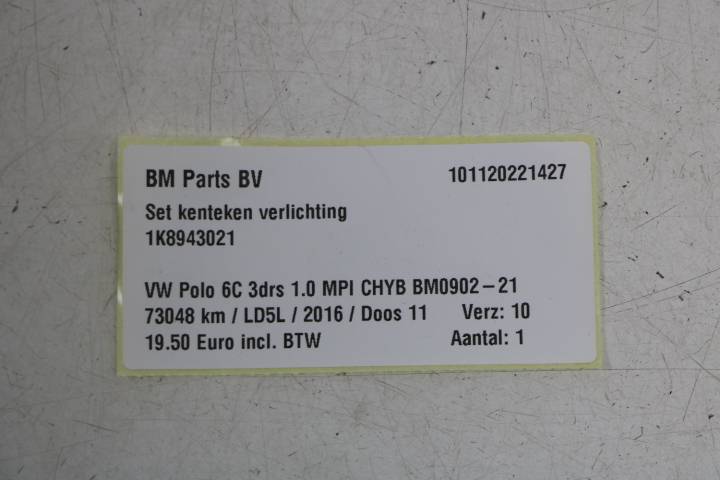 BM Parts BV 101120221427
Set kenteken verlichting
1K8943021
VW Polo 6C 3drs 1.0 MPI CHYB BM0902-21
73048 km / LD5L / 2016 / Doos 11 Verz: 10
19.50 Euro incl. BTW Aantal: 1